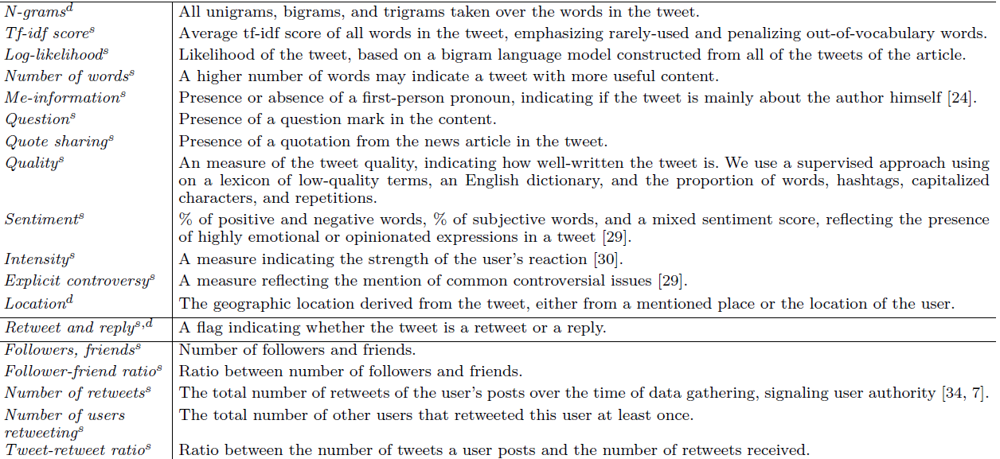 N-grams^d All unigrams, bigrams, and trigrams taken over the words in the tweet.
Tf-idf score^s Average tf-idf score of all words in the tweet, emphasizing rarely-used and penalizing out-of-vocabulary words.
Log-likelihood^s Likelihood of the tweet, based on a bigram language model constructed from all of the tweets of the article.
Number of words^s A higher number of words may indicate a tweet with more useful content.
Me-information^s Presence or absence of a first-person pronoun, indicating if the tweet is mainly about the author himself [24].
Question^s Presence of a question mark in the content.
Quote sharing^s Presence of a quotation from the news article in the tweet.
Quality^s An measure of the tweet quality, indicating how well-written the tweet is. We use a supervised approach using
on a lexicon of low-quality terms, an English dictionary, and the proportion of words, hashtags, capitalized
characters, and repetitions.
Sentiment^s % of positive and negative words, % of subjective words, and a mixed sentiment score, reflecting the presence
of highly emotional or opinionated expressions in a tweet [29].
Intensity^s A measure indicating the strength of the user's reaction [30].
Explicit controversy^s A measure reflecting the mention of common controversial issues [29].
Location^d The geographic location derived from the tweet, either from a mentioned place or the location of the user.
Retweet and reply^s,d A flag indicating whether the tweet is a retweet or a reply.
Followers, friends^s Number of followers and friends.
Follower-friend ratio^s Ratio between number of followers and friends.
Number of retweets^s The total number of retweets of the user's posts over the time of data gathering, signaling user authority [34, 7].
Number of users The total number of other users that retweeted this user at least once.
retweeting^s
Tweet-retweet ratio^s Ratio between the number of tweets a user posts and the number of retweets received.